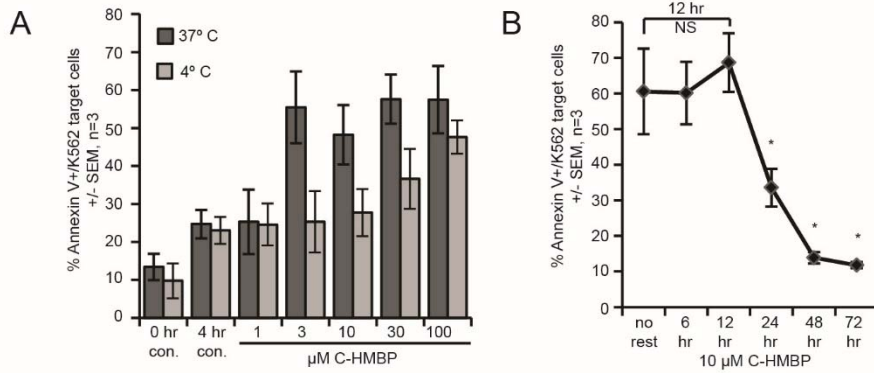 A
% Annexin V+/K562 target cells
+/- SEM, n=3
80
70
60
50
40
30
20
10
0
37º C
4º C
0 hr
con.
4 hr
con.
1
3
10
30
100
µM C-HMBP
B
% Annexin V+/K562 target cells
+/- SEM, n=3
80
70
60
50
40
30
20
10
0
12 hr
NS
*
*
*
no
rest
6
hr
12
hr
24
hr
48
hr
72
hr
10 µM C-HMBP